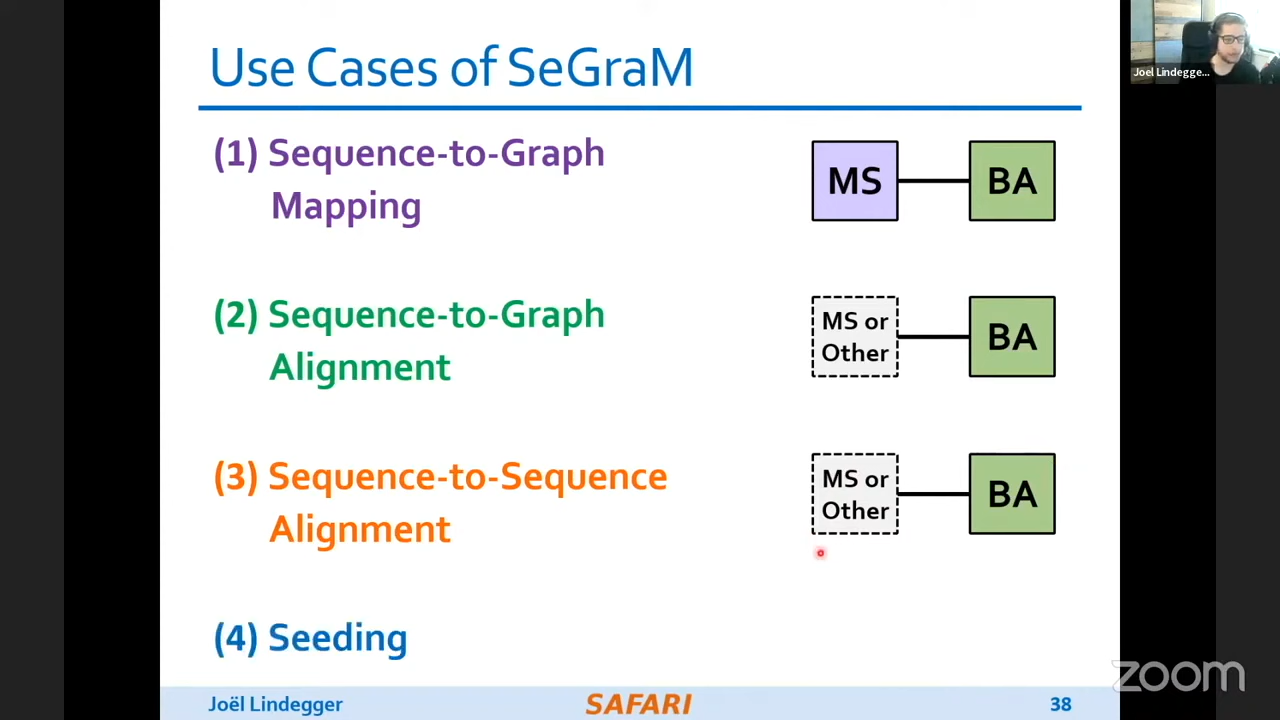 Use Cases of SeGraM
Joel Lindegge...
(1) Sequence-to-Graph
Mapping
MS
BA
(2) Sequence-to-Graph
Alignment
MS or
Other
BA
(3) Sequence-to-Sequence
Alignment
MS or
Other
BA
(4) Seeding
zoom
Joël Lindegger
SAFARI
38